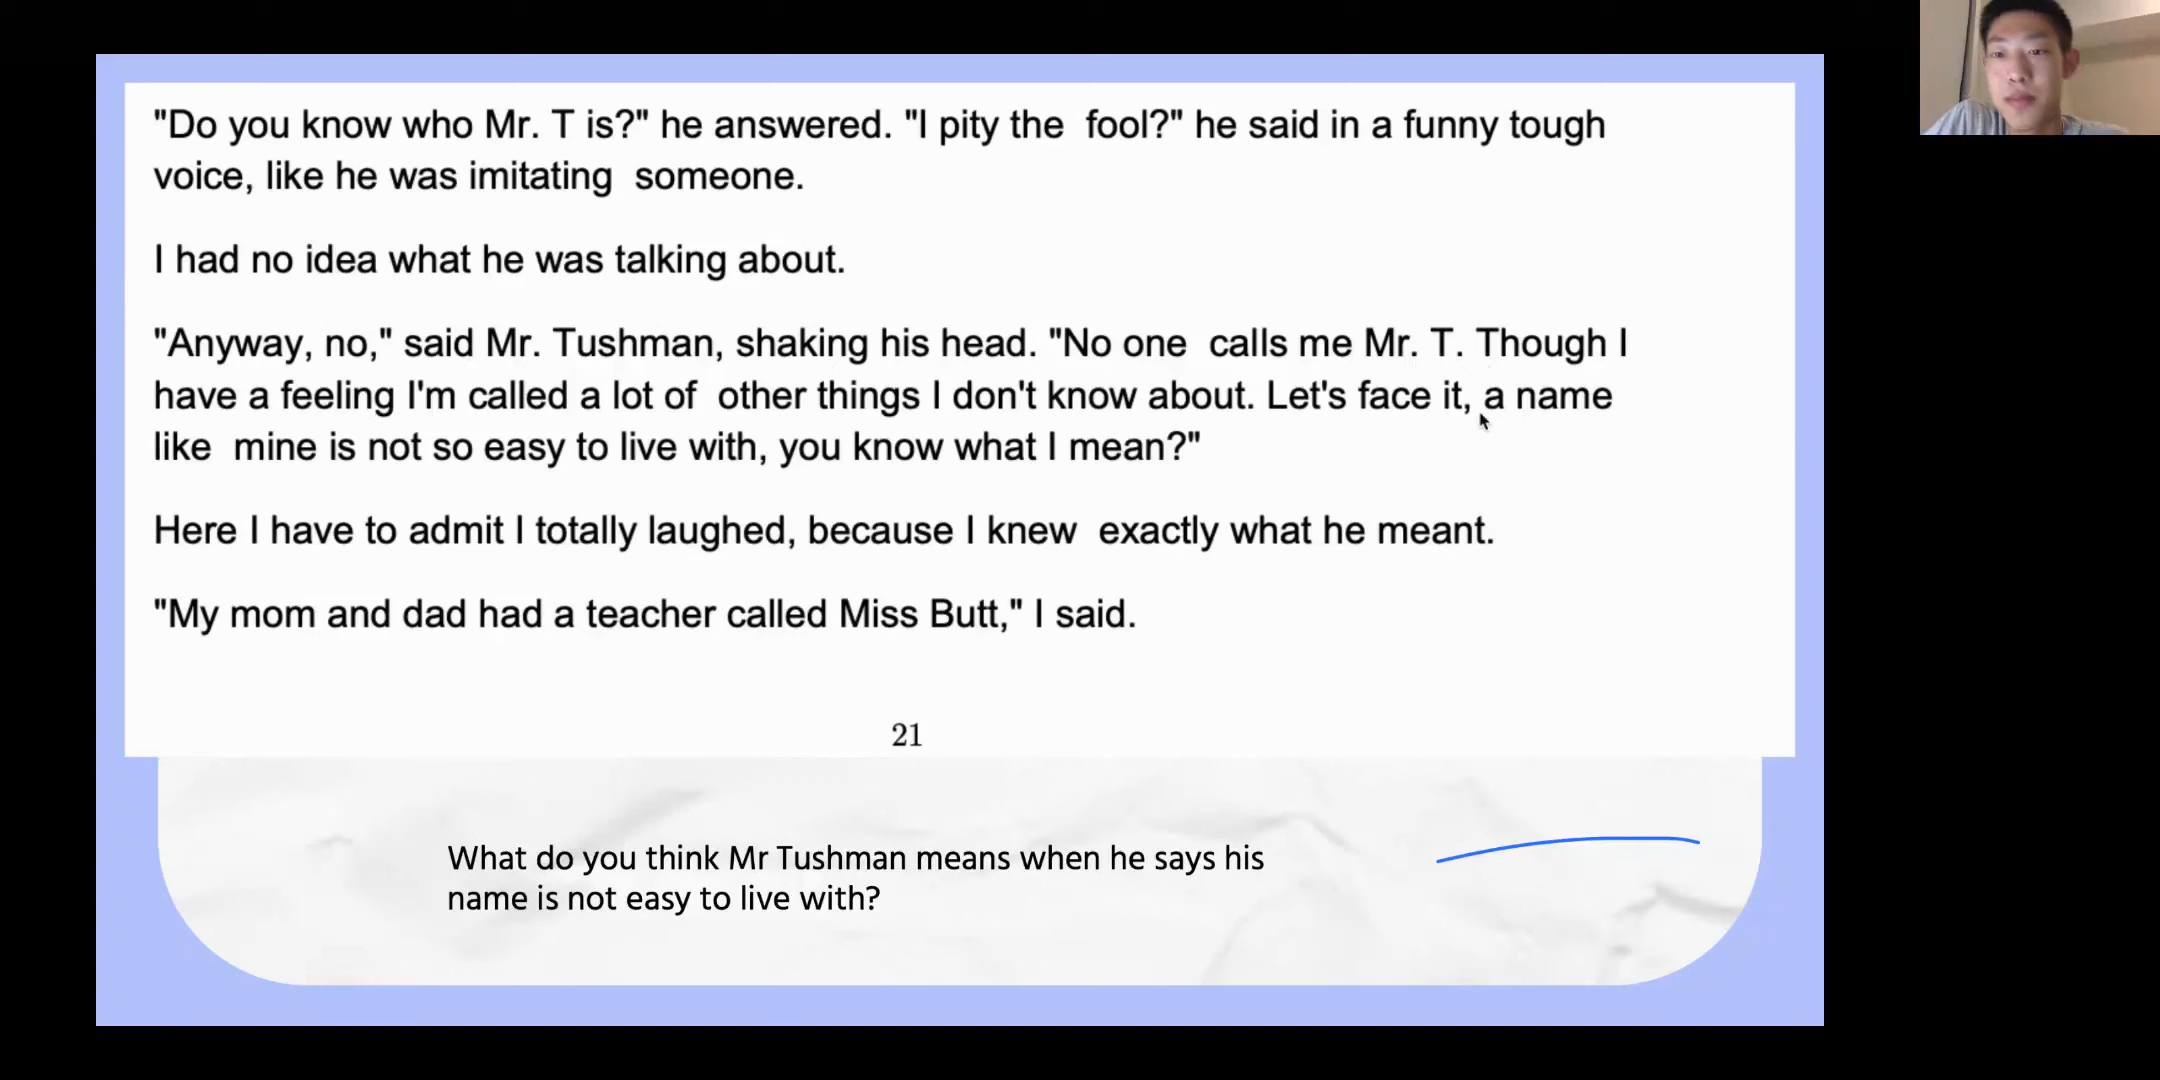 "Do you know who Mr. T is?" he answered. "I pity the fool?" he said in a funny tough
voice, like he was imitating someone.
I had no idea what he was talking about.
"Anyway, no," said Mr. Tushman, shaking his head. "No one calls me Mr. T. Though I
have a feeling I'm called a lot of other things I don't know about. Let's face it, a name
like mine is not so easy to live with, you know what I mean?"
Here I have to admit I totally laughed, because I knew exactly what he meant.
"My mom and dad had a teacher called Miss Butt," I said.
21
What do you think Mr Tushman means when he says his
name is not easy to live with?